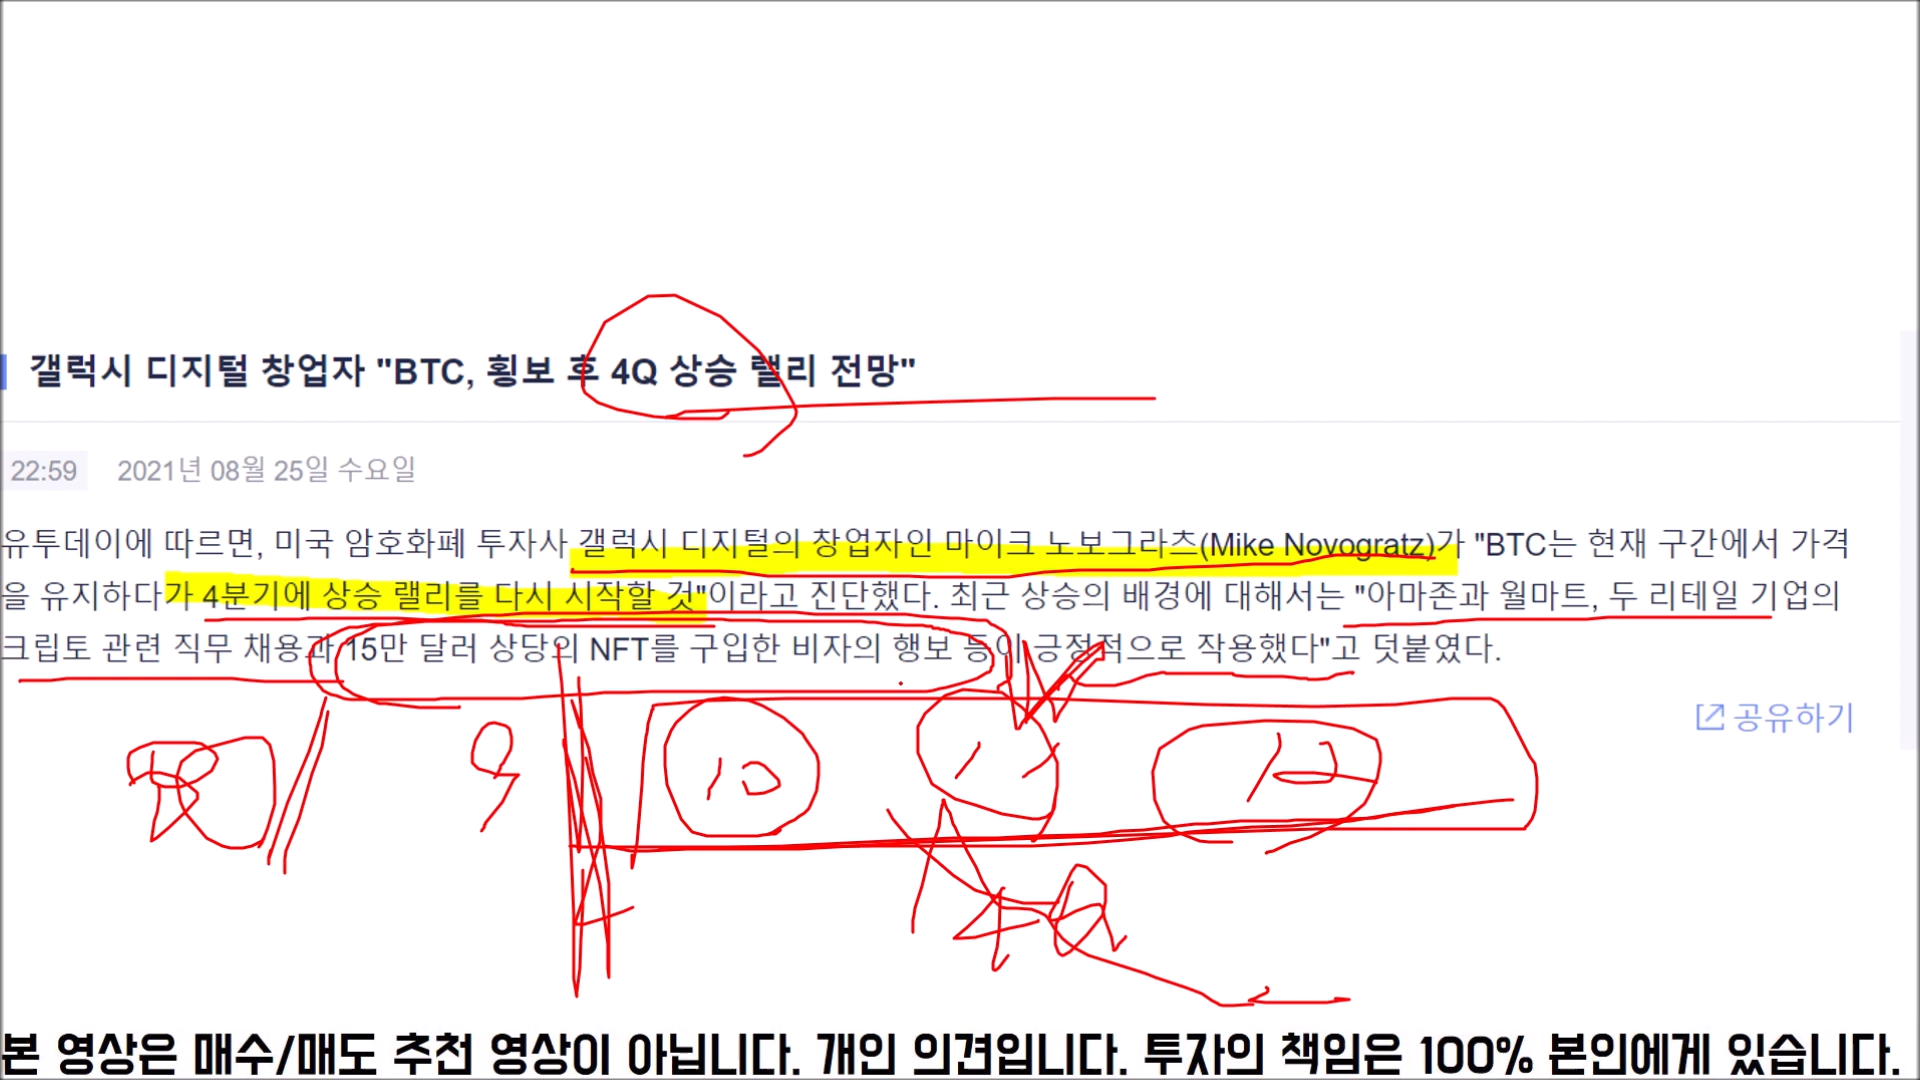 갤럭시 디지털 창업자 "BTC, 횡보 후 4Q 상승 랠리 전망"
22:59 2021년 08월 25일 수요일
유투데이에 따르면, 미국 암호화폐 투자사 갤럭시 디지털의 창업자인 마이크 노보그라츠(Mike Novogratz)가 "BTC는 현재 구간에서 가격
을 유지하다가 4분기에 상승 랠리를 다시 시작할 것"이라고 진단했다. 최근 상승의 배경에 대해서는 "아마존과 월마트, 두 리테일 기업의
크립토 관련 직무 채용과 15만 달러 상당의 NFT를 구입한 비자의 행보 등이 긍정적으로 작용했다"고 덧붙였다.
공유하기
8 9 10 11 12
4Q
본 영상은 매수/매도 추천 영상이 아닙니다. 개인 의견입니다. 투자의 책임은 100% 본인에게 있습니다.